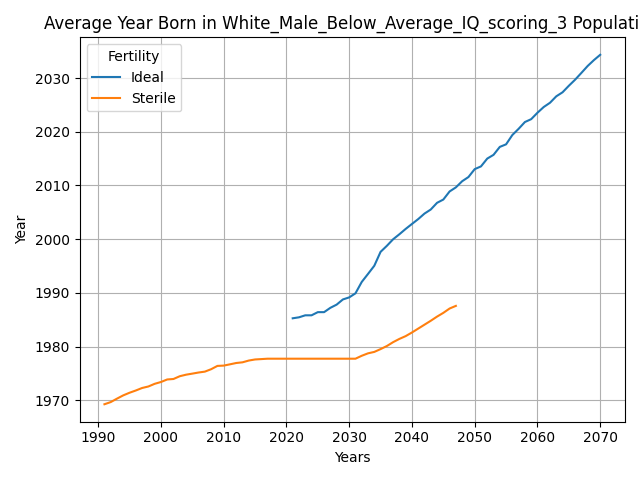 Average Year Born in White_Male_Below_Average_IQ_scoring_3 Populati
Fertility
Ideal
Sterile
Year
2030
2020
2010
2000
1990
1980
1970
1990 2000 2010 2020 2030 2040 2050 2060 2070
Years